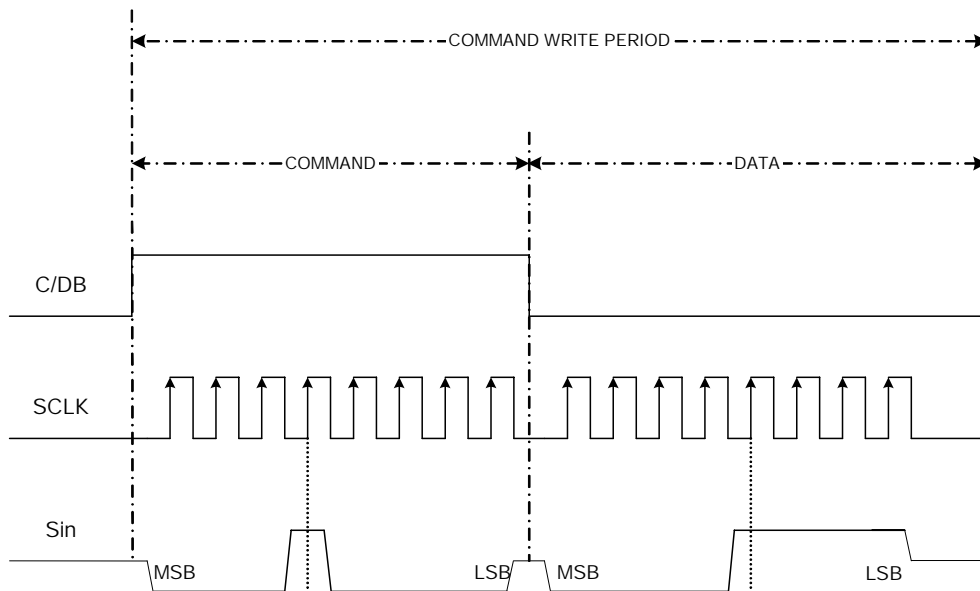 COMMAND WRITE PERIOD
COMMAND
DATA
C/DB
SCLK
Sin
MSB
LSB
MSB
LSB